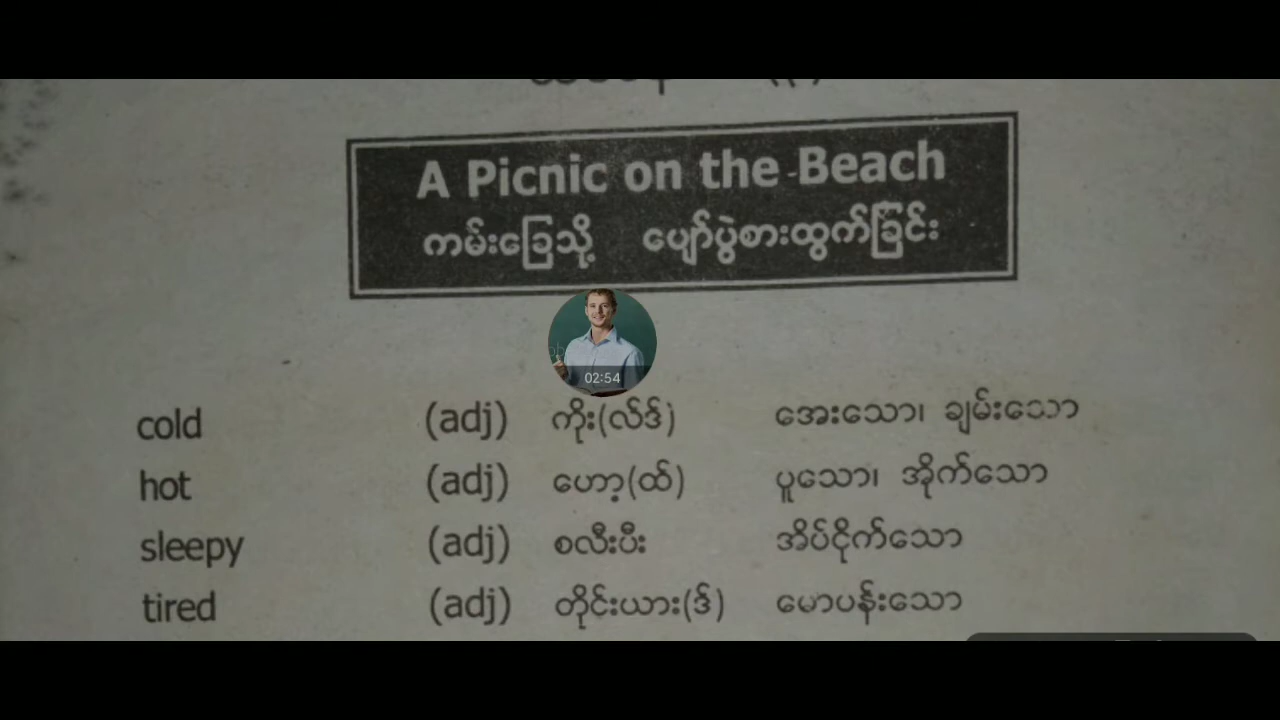 A Picnic on the Beach
ကမ်းခြေသို့ ပျော်ပွဲစားထွက်ခြင်း
02:54
cold (adj) ကိုး(လ်ဒ်) အေးသော၊ ချမ်းသော
hot (adj) ဟော့(ထ်) ပူသော၊ အိုက်သော
sleepy (adj) စလီးပီး အိပ်ငိုက်သော
tired (adj) တိုင်းယား(ဒ်) မောပန်းသော